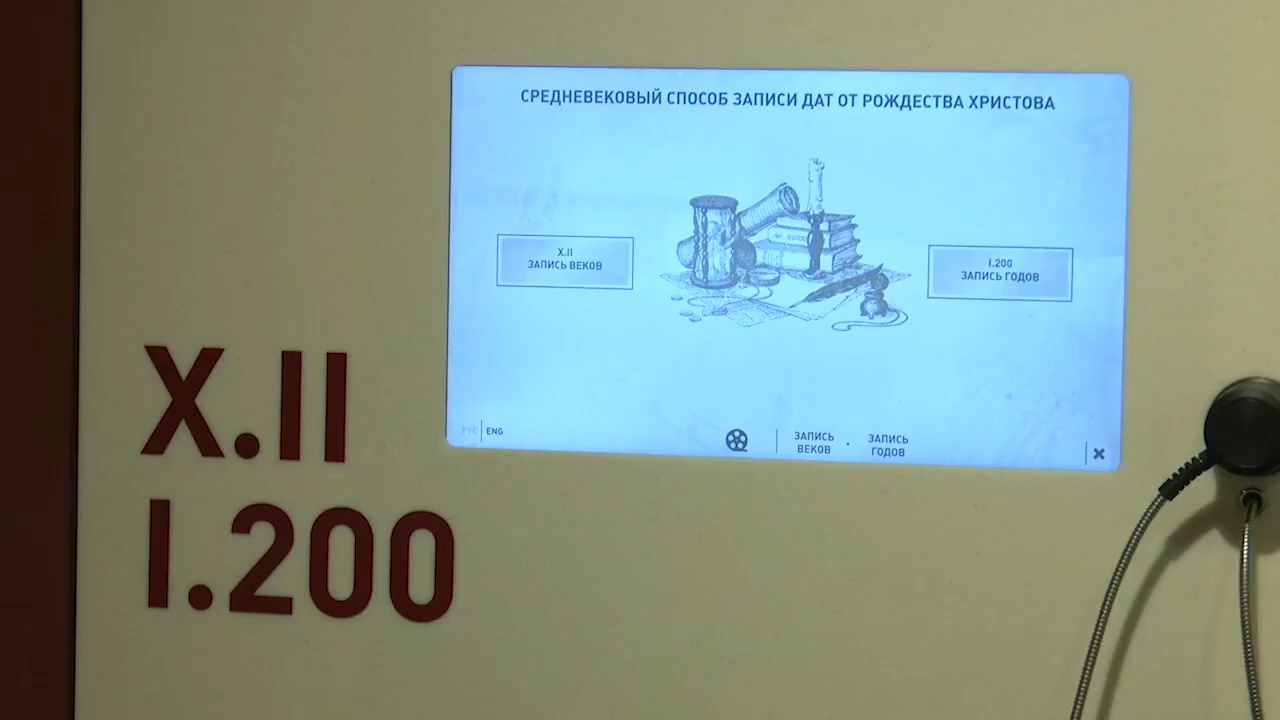 СРЕДНЕВЕКОВЫЙ СПОСОБ ЗАПИСИ ДАТ ОТ РОЖДЕСТВА ХРИСТОВА
X.II
ЗАПИСЬ ВЕКОВ
I.200
ЗАПИСЬ ГОДОВ
РУС | ENG
ЗАПИСЬ
ВЕКОВ
ЗАПИСЬ
ГОДОВ
X.II
I.200